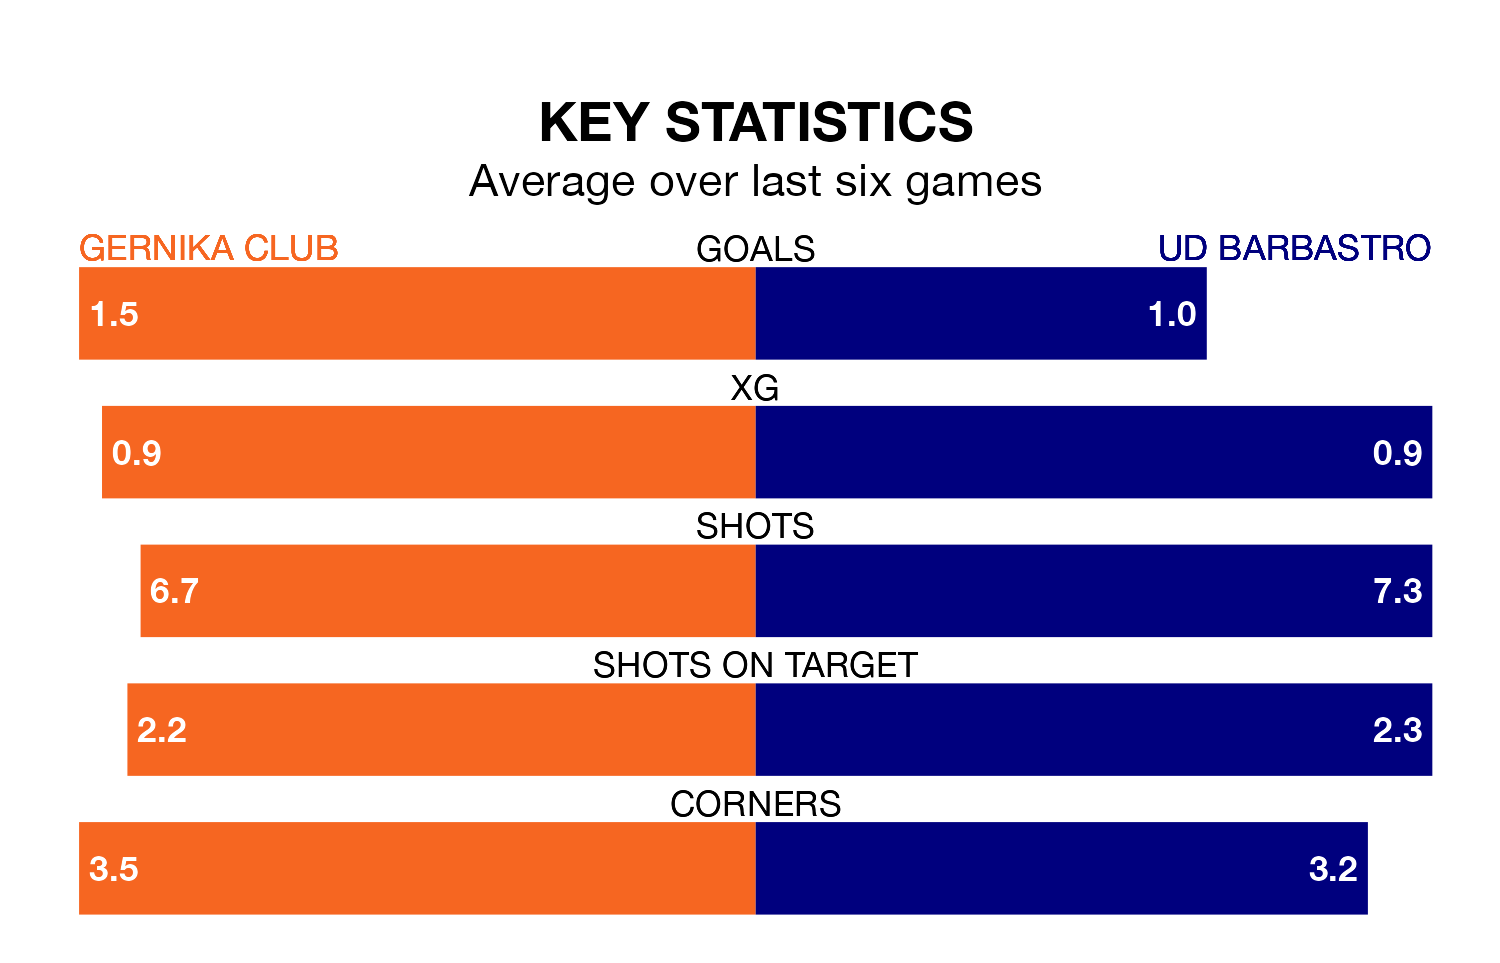 KEY STATISTICS
Average over last six games
GERNIKA CLUB GOALS UD BARBASTRO
1.5 1.0
XG
0.9 0.9
SHOTS
6.7 7.3
SHOTS ON TARGET
2.2 2.3
CORNERS
3.5 3.2